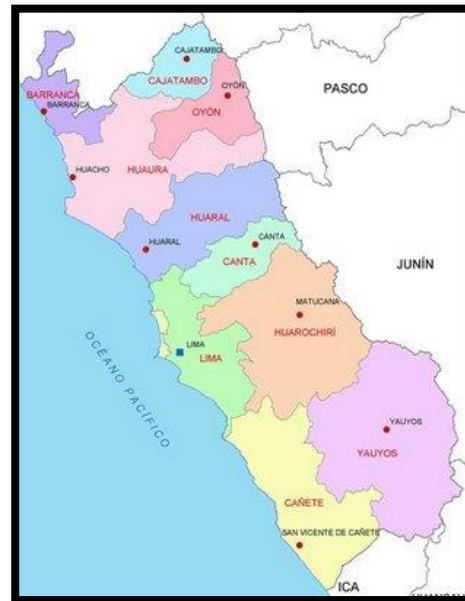 CAJATAMBO
CAJATAMBO
OYÓN
OYÓN
PASCO
BARRANCA
BARRANCA
HUACHO
HUAURA
HUARAL
HUARAL
CANTA
CANTA
JUNÍN
MATUCANA
HUAROCHIRÍ
LIMA
LIMA
OCÉANO PACÍFICO
YAUYOS
YAUYOS
CAÑETE
SAN VICENTE DE CAÑETE
ICA